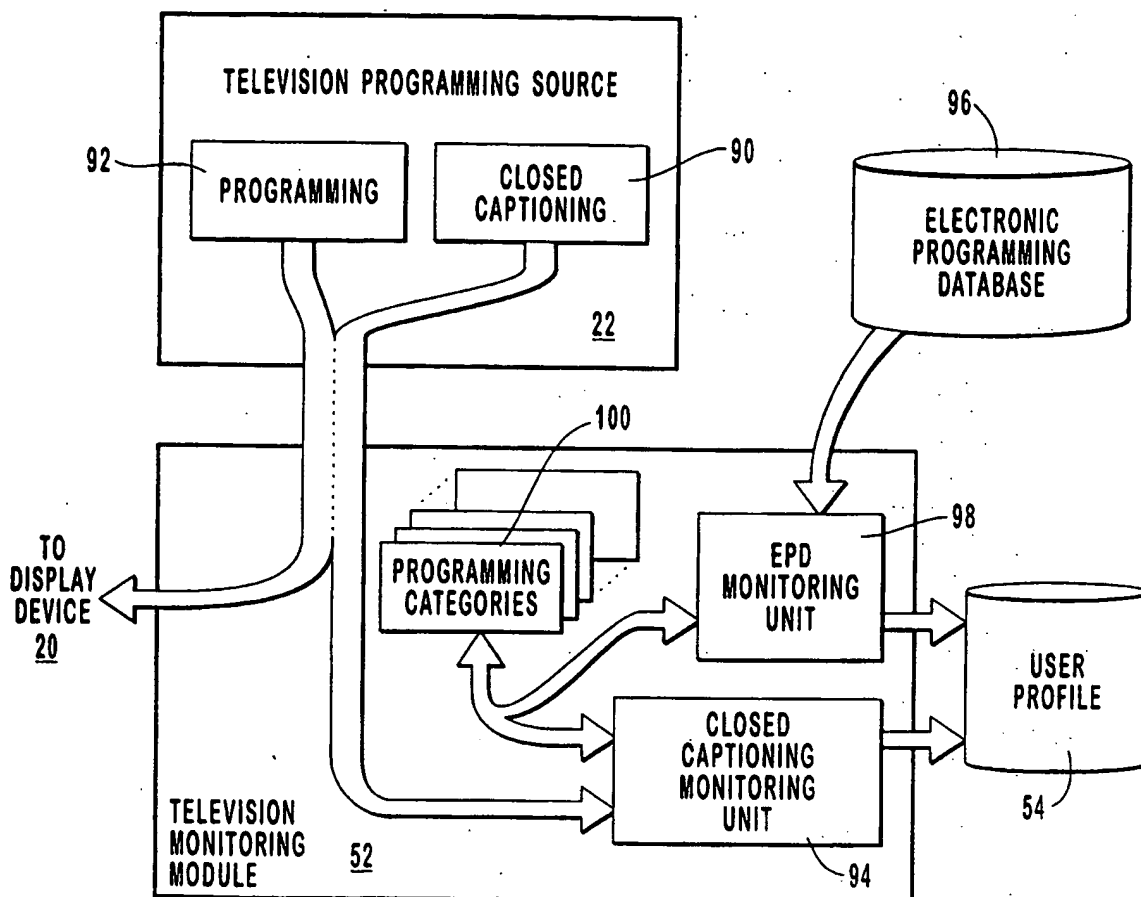 TELEVISION PROGRAMMING SOURCE
92
PROGRAMMING
CLOSED
CAPTIONING
90
22
96
ELECTRONIC
PROGRAMMING
DATABASE
100
PROGRAMMING
CATEGORIES
98
EPD
MONITORING
UNIT
TO
DISPLAY
DEVICE
20
USER
PROFILE
54
CLOSED
CAPTIONING
MONITORING
UNIT
94
TELEVISION
MONITORING
MODULE
52